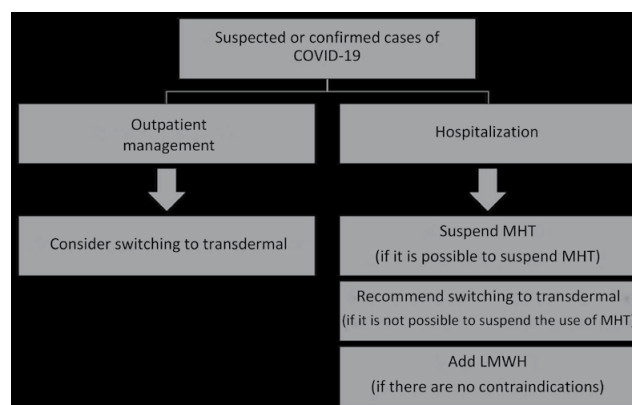 Suspected or confirmed cases of
COVID-19
Outpatient
management
Hospitalization
Consider switching to transdermal
Suspend MHT
(if it is possible to suspend MHT)
Recommend switching to transdermal
(if it is not possible to suspend the use of MHT)
Add LMWH
(if there are no contraindications)